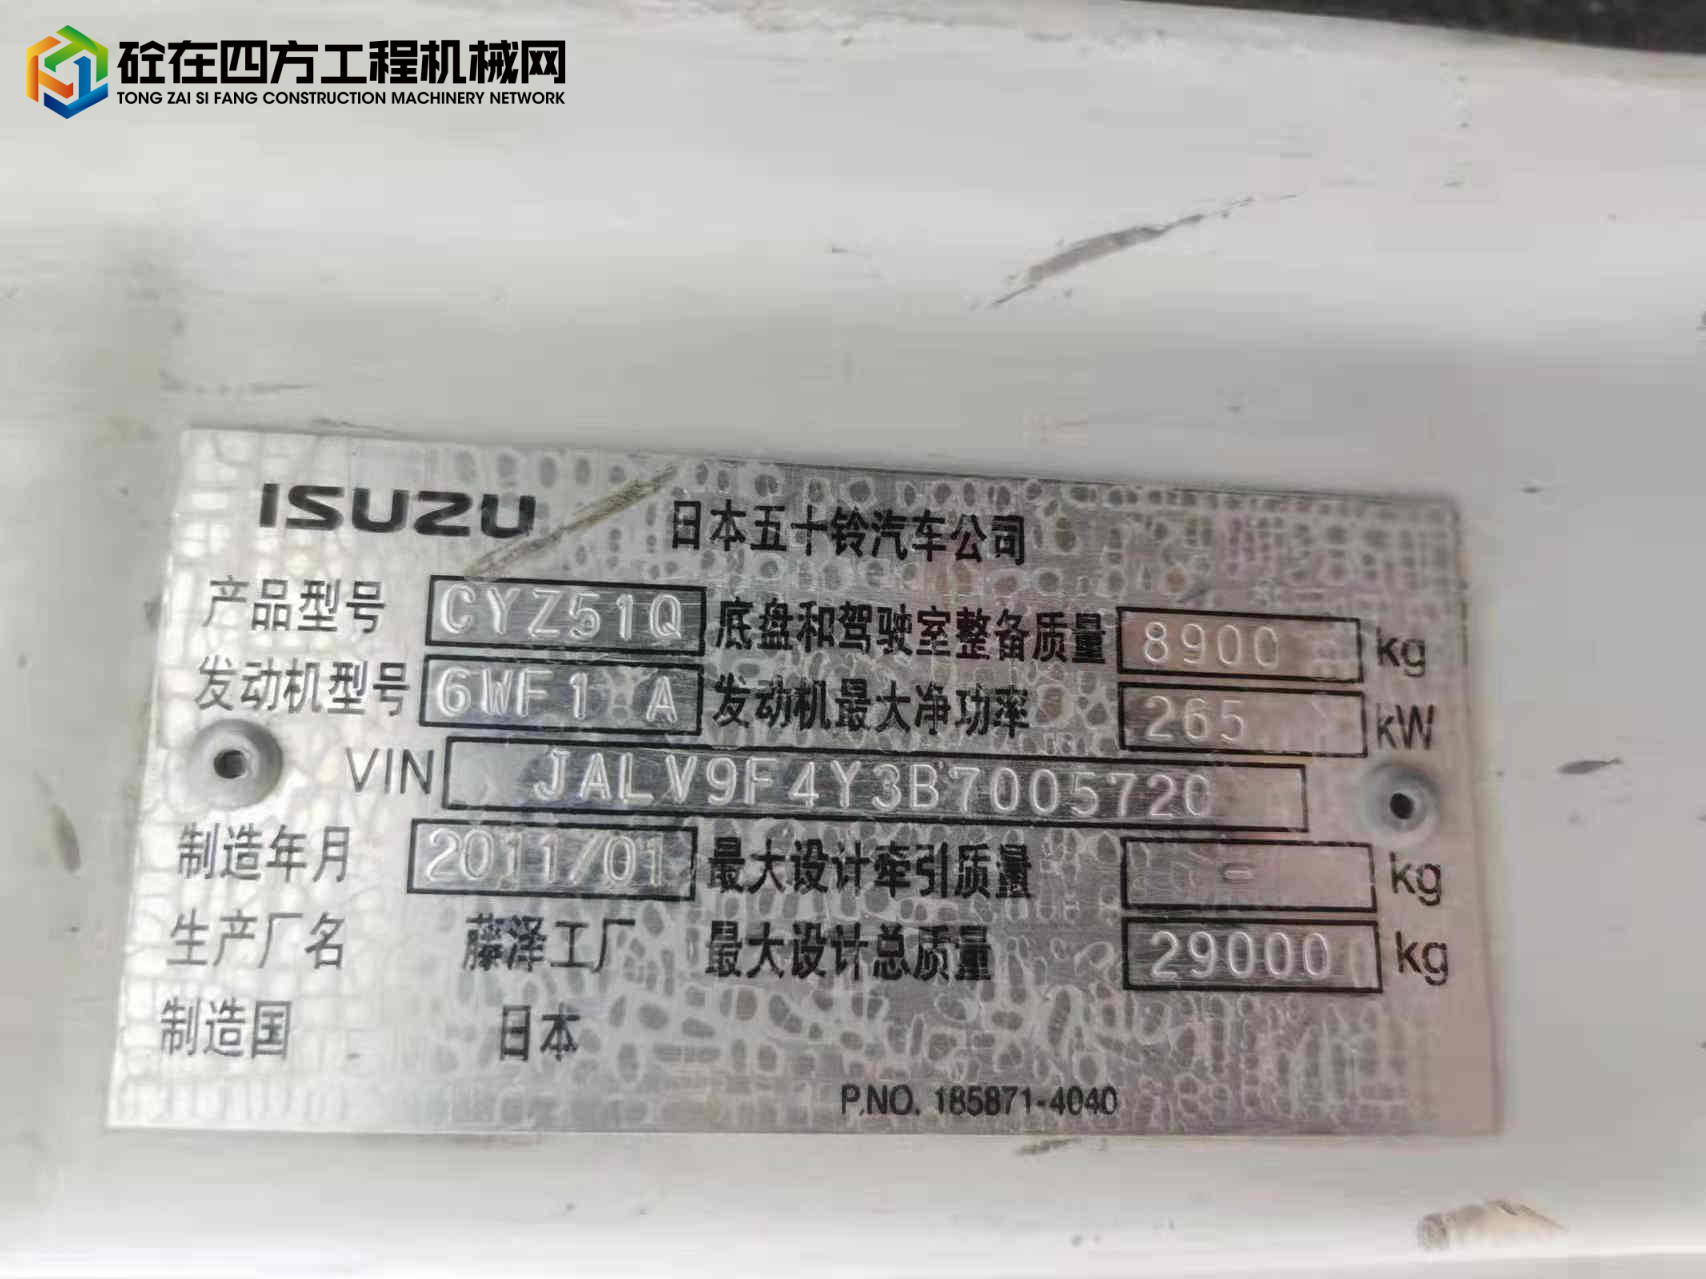 砼在四方工程机械网
TONG ZAI SI FANG CONSTRUCTION MACHINERY NETWORK
ISUZU 日本五十铃汽车公司
产品型号 CYZ51Q 底盘和驾驶室整备质量 8900 kg
发动机型号 6WF1 A 发动机最大净功率 265 kW
VIN JALV9F4Y3B7005720
制造年月 2011/01 最大设计牵引质量 - kg
生产厂名 藤泽工厂 最大设计总质量 29000 kg
制造国 日本
P.NO. 185871-4040